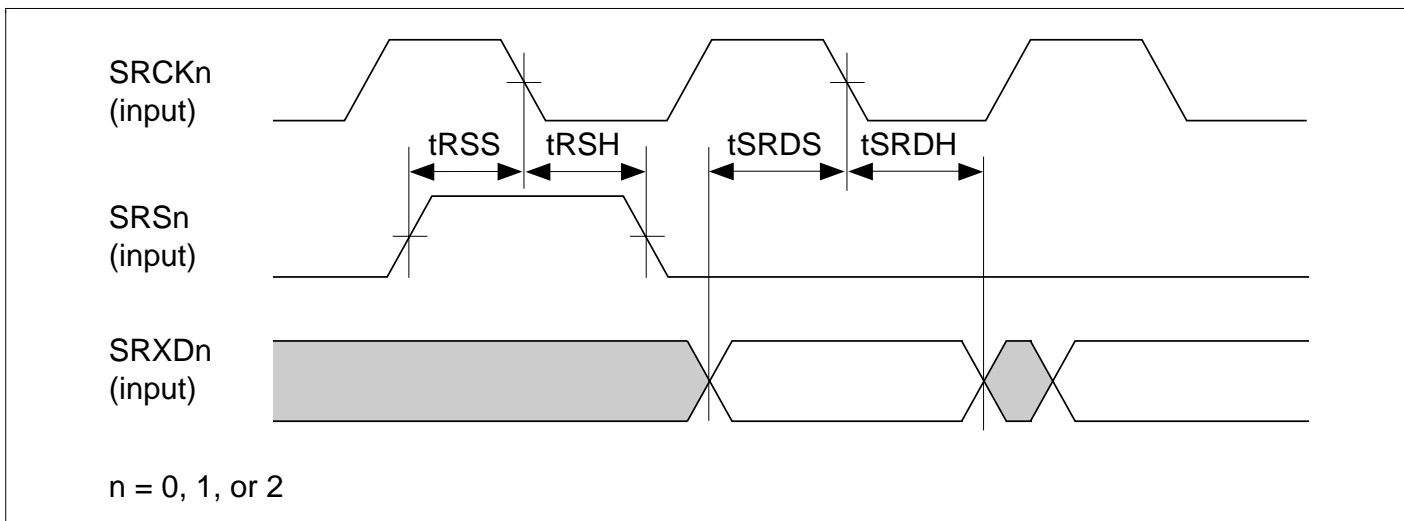 SRCKn
(input)
tRSS
tRSH
tSRDS
tSRDH
SRSn
(input)
SRXDn
(input)
n = 0, 1, or 2